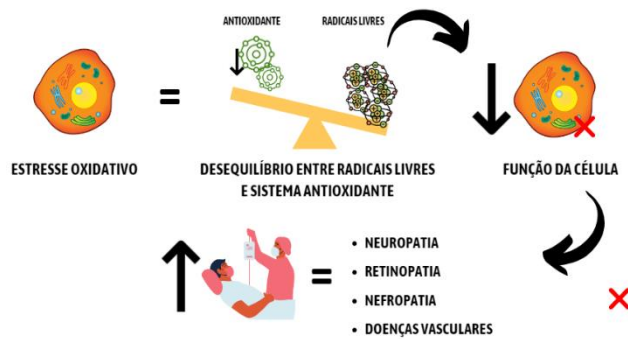 ANTIOXIDANTE
RADICAIS LIVRES
=
ESTRESSE OXIDATIVO
DESEQUILÍBRIO ENTRE RADICAIS LIVRES
E SISTEMA ANTIOXIDANTE
FUNÇÃO DA CÉLULA
=
• NEUROPATIA
• RETINOPATIA
• NEFROPATIA
• DOENÇAS VASCULARES